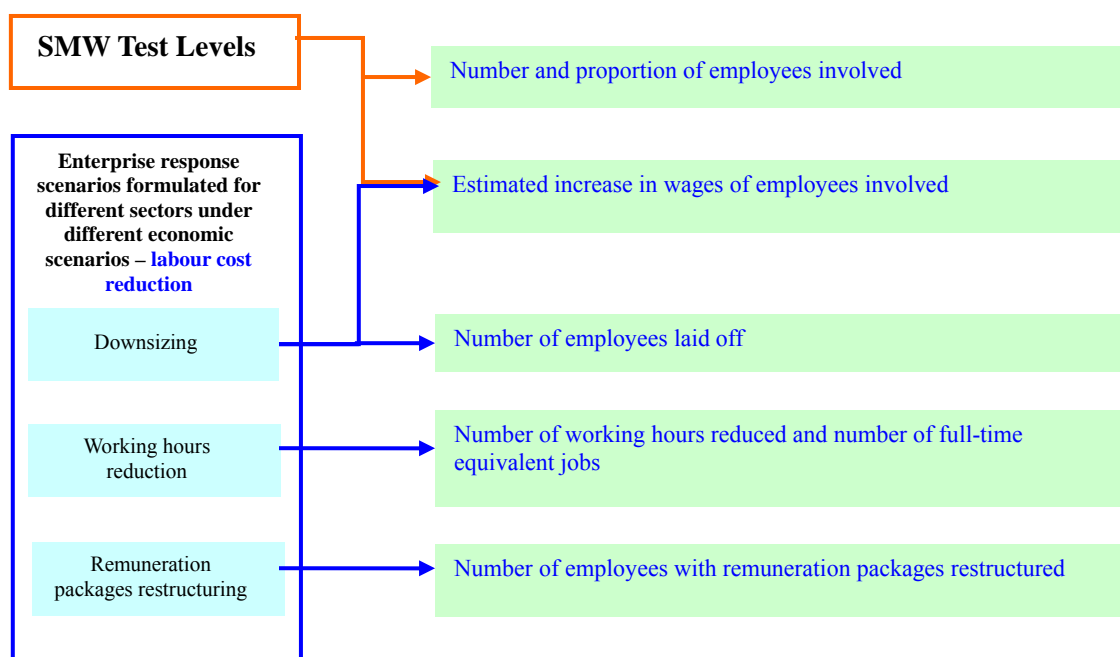 SMW Test Levels
Number and proportion of employees involved
Enterprise response
scenarios formulated for
different sectors under
different economic
scenarios – labour cost
reduction
Estimated increase in wages of employees involved
Downsizing
Number of employees laid off
Working hours
reduction
Number of working hours reduced and number of full-time
equivalent jobs
Remuneration
packages restructuring
Number of employees with remuneration packages restructured